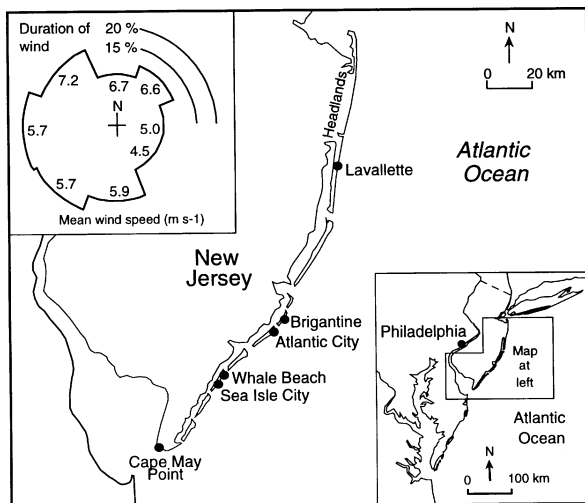 Duration of
wind
20 %
15 %
7.2
6.7
6.6
N
5.7
5.0
4.5
5.7
5.9
Mean wind speed (m s-1)
N
0 20 km
Headlands
Lavallette
Atlantic
Ocean
New
Jersey
Brigantine
Atlantic City
Whale Beach
Sea Isle City
Cape May
Point
Philadelphia
Map
at
left
Atlantic
Ocean
N
0 100 km